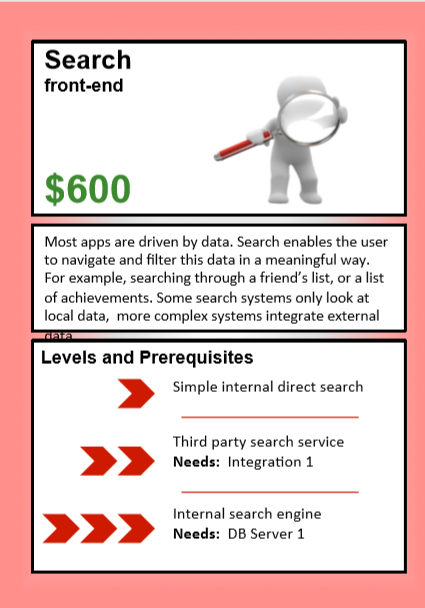 Search
front-end
$600
Most apps are driven by data. Search enables the user
to navigate and filter this data in a meaningful way.
For example, searching through a friend's list, or a list
of achievements. Some search systems only look at
local data,  more complex systems integrate external
data.
Levels and Prerequisites
Simple internal direct search
Third party search service
Needs:  Integration 1
Internal search engine
Needs:  DB Server 1